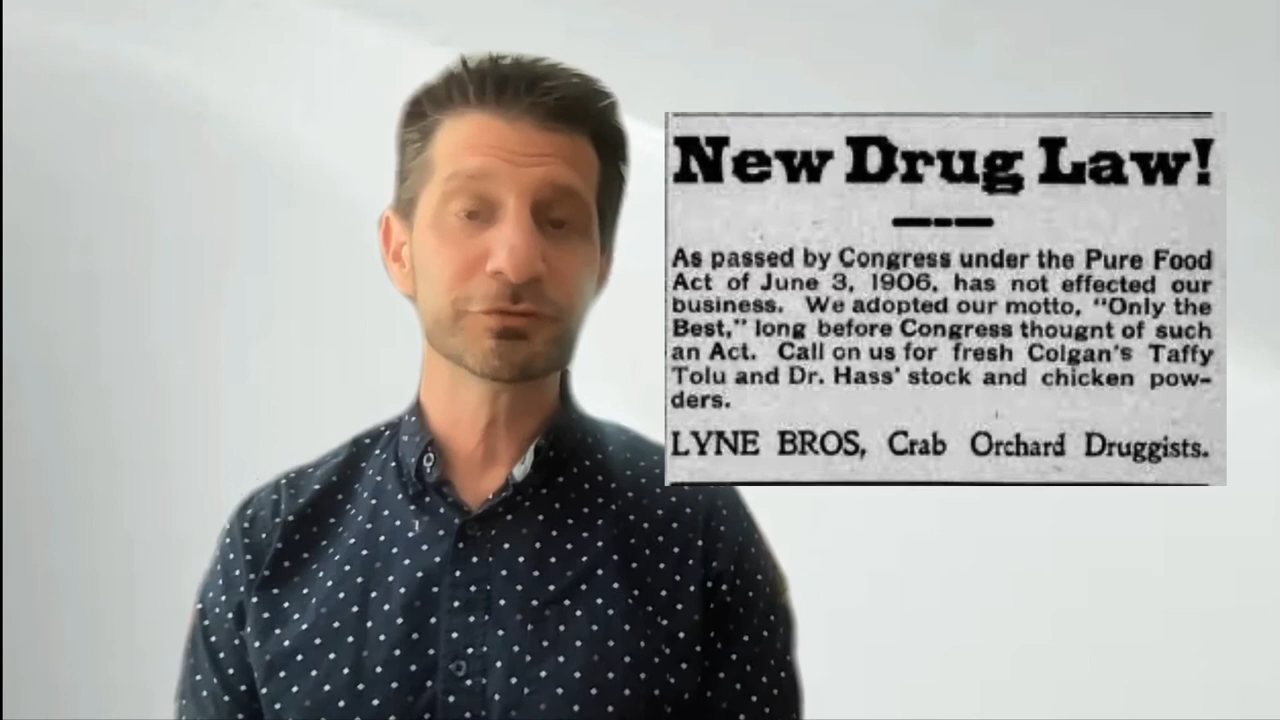 New Drug Law!
As passed by Congress under the Pure Food
Act of June 3, 1906, has not effected our
business. We adopted our motto, "Only the
Best," long before Congress thougnt of such
an Act. Call on us for fresh Colgan's Taffy
Tolu and Dr. Hass' stock and chicken pow-
ders.
LYNE BROS, Crab Orchard Druggists.